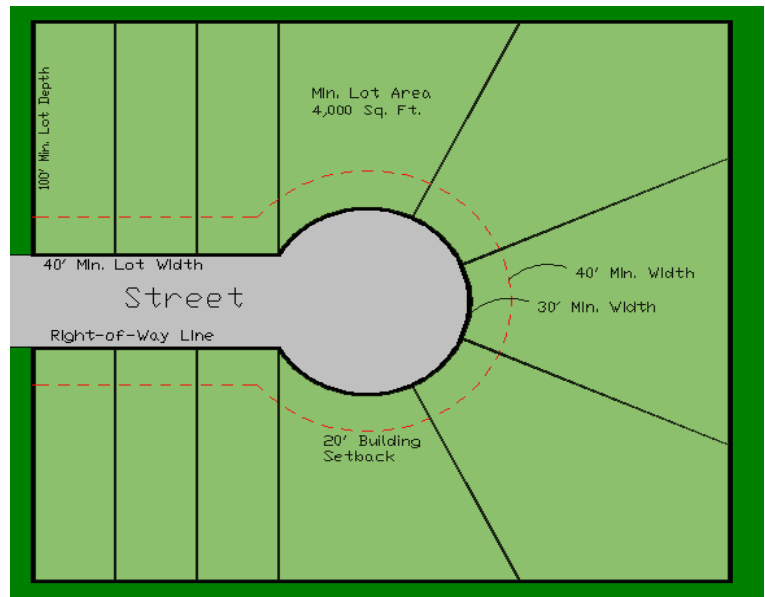 100' Min. Lot Depth
Min. Lot Area
4,000 Sq. Ft.
40' Min. Lot Width
Street
Right-of-Way Line
40' Min. Width
30' Min. Width
20' Building
Setback